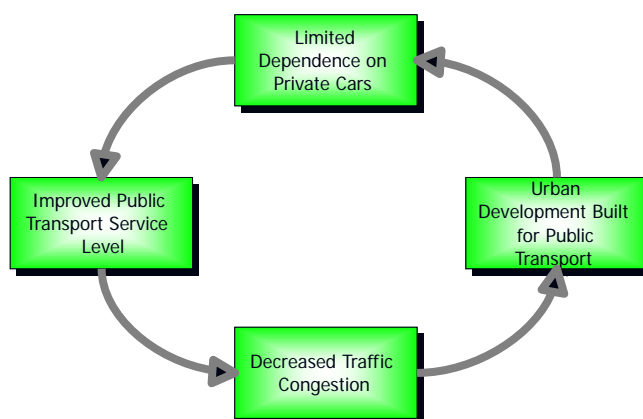 Limited
Dependence on
Private Cars
Improved Public
Transport Service
Level
Urban
Development Built
for Public
Transport
Decreased Traffic
Congestion